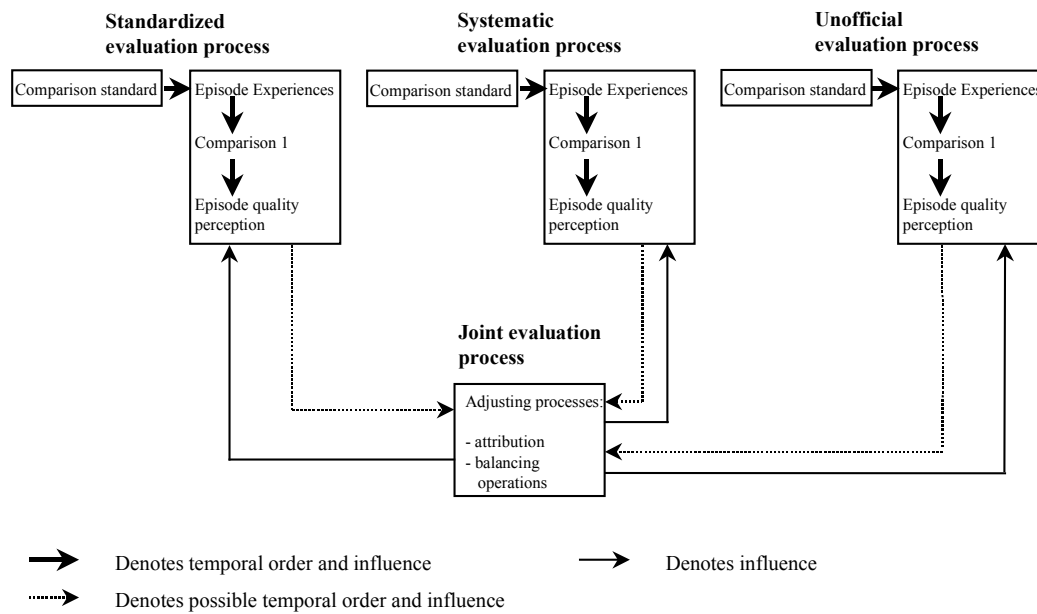 Standardized
evaluation process
Systematic
evaluation process
Unofficial
evaluation process
Comparison standard
Episode Experiences
Comparison 1
Episode quality
perception
Comparison standard
Episode Experiences
Comparison 1
Episode quality
perception
Comparison standard
Episode Experiences
Comparison 1
Episode quality
perception
Joint evaluation
process
Adjusting processes:
- attribution
- balancing
operations
Denotes temporal order and influence
Denotes influence
Denotes possible temporal order and influence